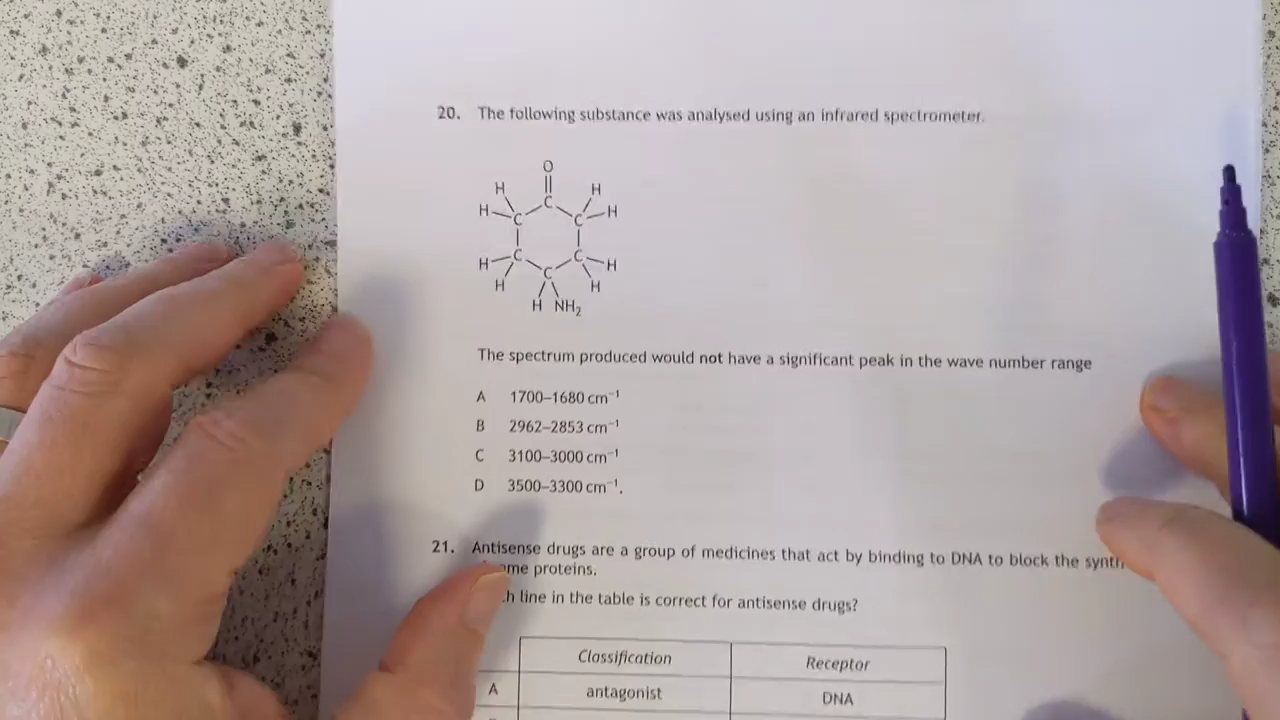 20. The following substance was analysed using an infrared spectrometer.
O
H H
H C H
C C
C C
H C H
H H
H NH₂
The spectrum produced would not have a significant peak in the wave number range
A 1700–1680 cm⁻¹
B 2962–2853 cm⁻¹
C 3100–3000 cm⁻¹
D 3500–3300 cm⁻¹.
21. Antisense drugs are a group of medicines that act by binding to DNA to block the
proteins.
line in the table is correct for antisense drugs?
Classification Receptor
A antagonist DNA